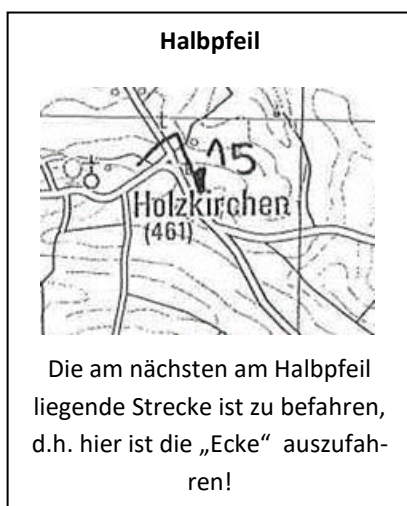 Halbpfeil
15
Holzkirchen
(461)
Die am nächsten am Halbpfeil
liegende Strecke ist zu befahren,
d.h. hier ist die „Ecke“ auszufah-
ren!